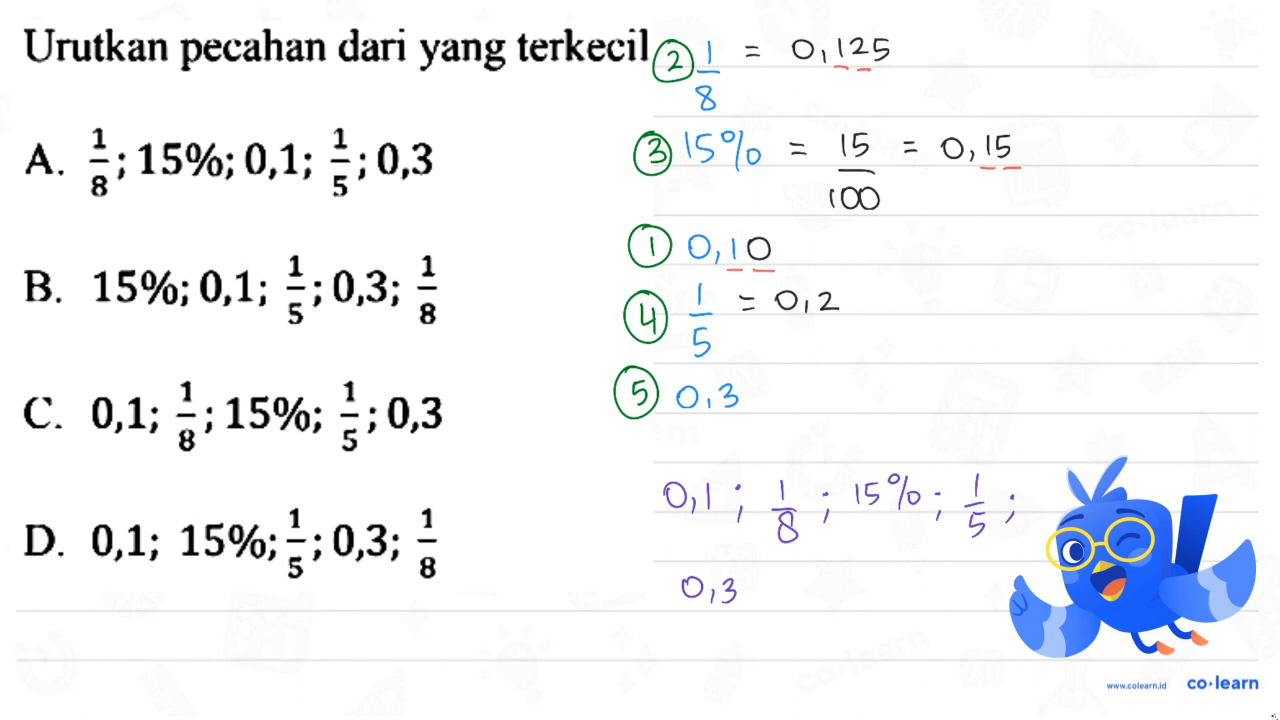 Urutkan pecahan dari yang terkecil
A. 1/8; 15%; 0,1; 1/5; 0,3
B. 15%; 0,1; 1/5; 0,3; 1/8
C. 0,1; 1/8; 15%; 1/5; 0,3
D. 0,1; 15%; 1/5; 0,3; 1/8
② 1/8 = 0,125
③ 15% = 15/100 = 0,15
① 0,10
④ 1/5 = 0,2
⑤ 0,3
0,1; 1/8; 15%; 1/5;
0,3
www.colearn.id co·learn